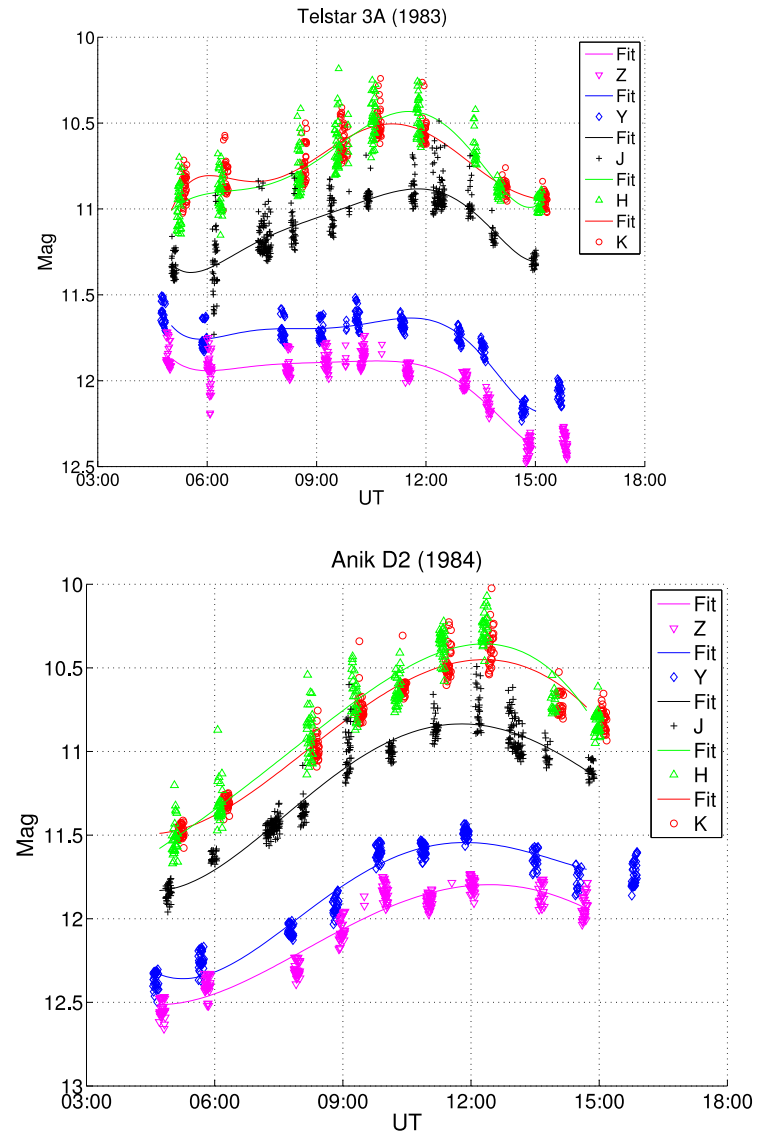 Telstar 3A (1983)
10
10.5
11
11.5
12
12.5
Mag
03:00 06:00 09:00 12:00 15:00 18:00
UT
Fit
Z
Fit
Y
Fit
J
Fit
H
Fit
K
Anik D2 (1984)
10
10.5
11
11.5
12
12.5
13
Mag
03:00 06:00 09:00 12:00 15:00 18:00
UT
Fit
Z
Fit
Y
Fit
J
Fit
H
Fit
K